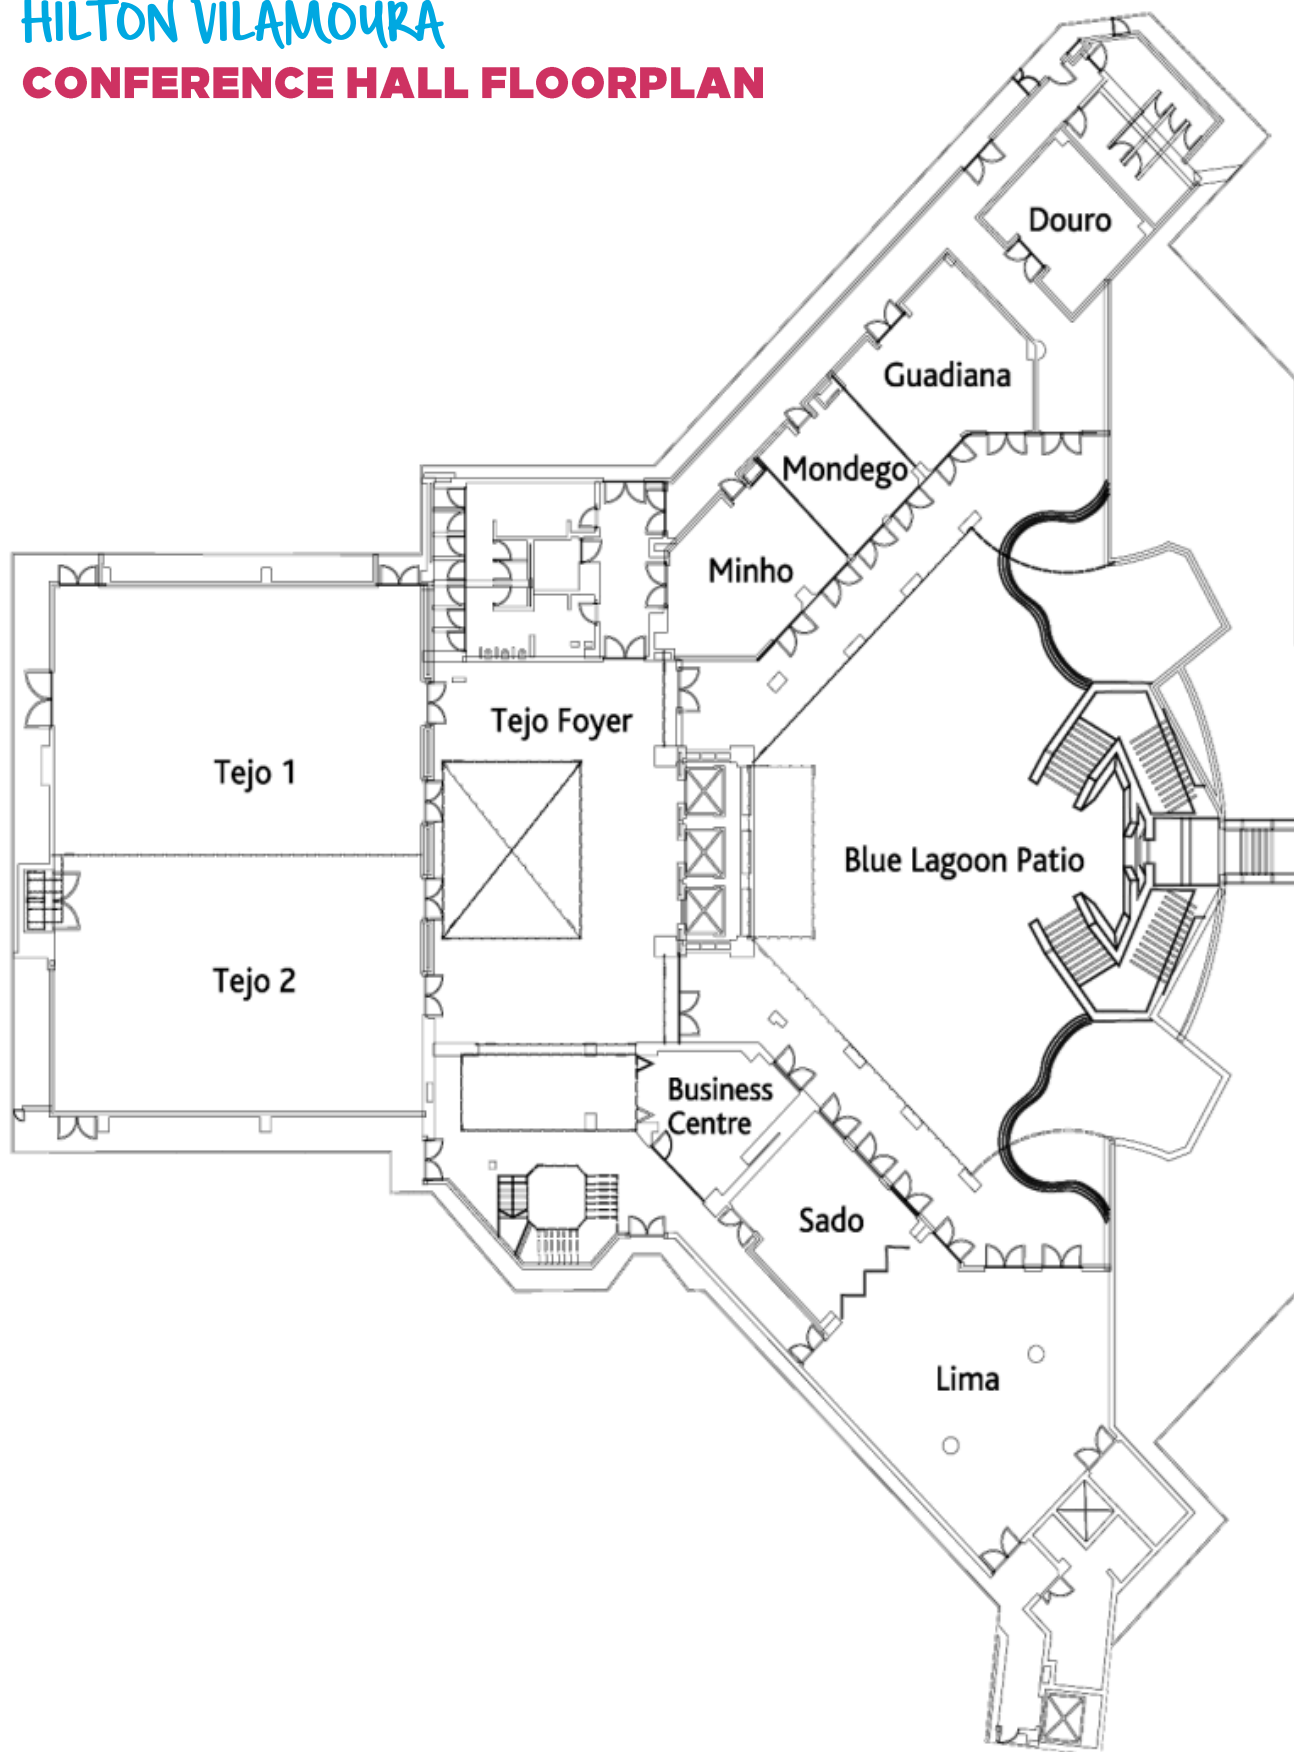 HILTON VILAMOURA
CONFERENCE HALL FLOORPLAN
Douro
Guadiana
Mondego
Minho
Tejo Foyer
Tejo 1
Blue Lagoon Patio
Tejo 2
Business
Centre
Sado
Lima